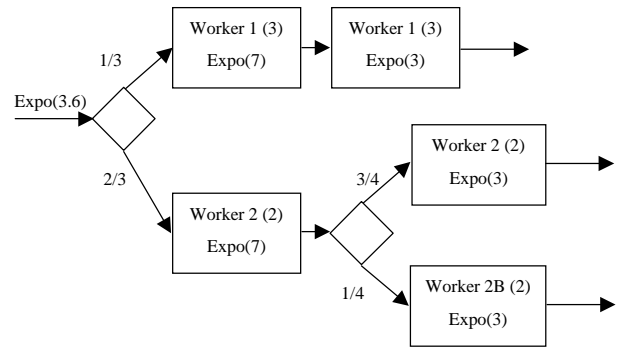 Worker 1 (3)
Expo(7)
Worker 1 (3)
Expo(3)
1/3
Expo(3.6)
2/3
Worker 2 (2)
Expo(7)
3/4
Worker 2 (2)
Expo(3)
1/4
Worker 2B (2)
Expo(3)